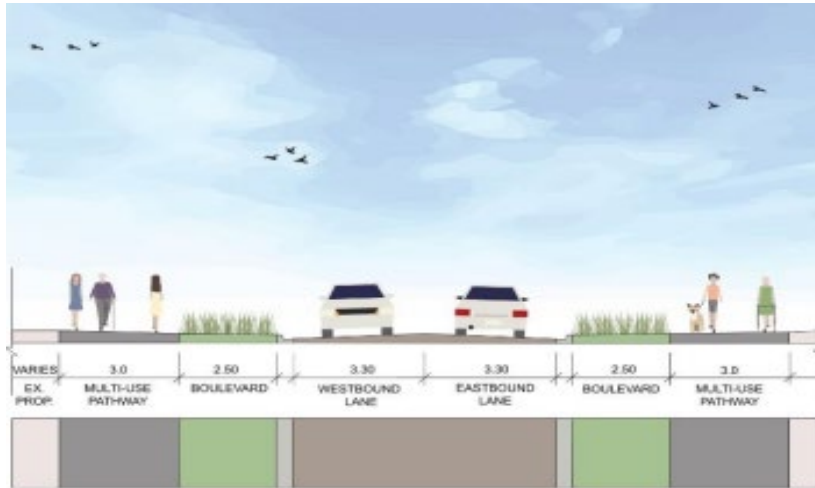 VARIES 3.0 2.50 3.30 3.30 2.50 3.0
EX. MULTI-USE BOULEVARD WESTBOUND EASTBOUND BOULEVARD MULTI-USE
PROP. PATHWAY LANE LANE PATHWAY